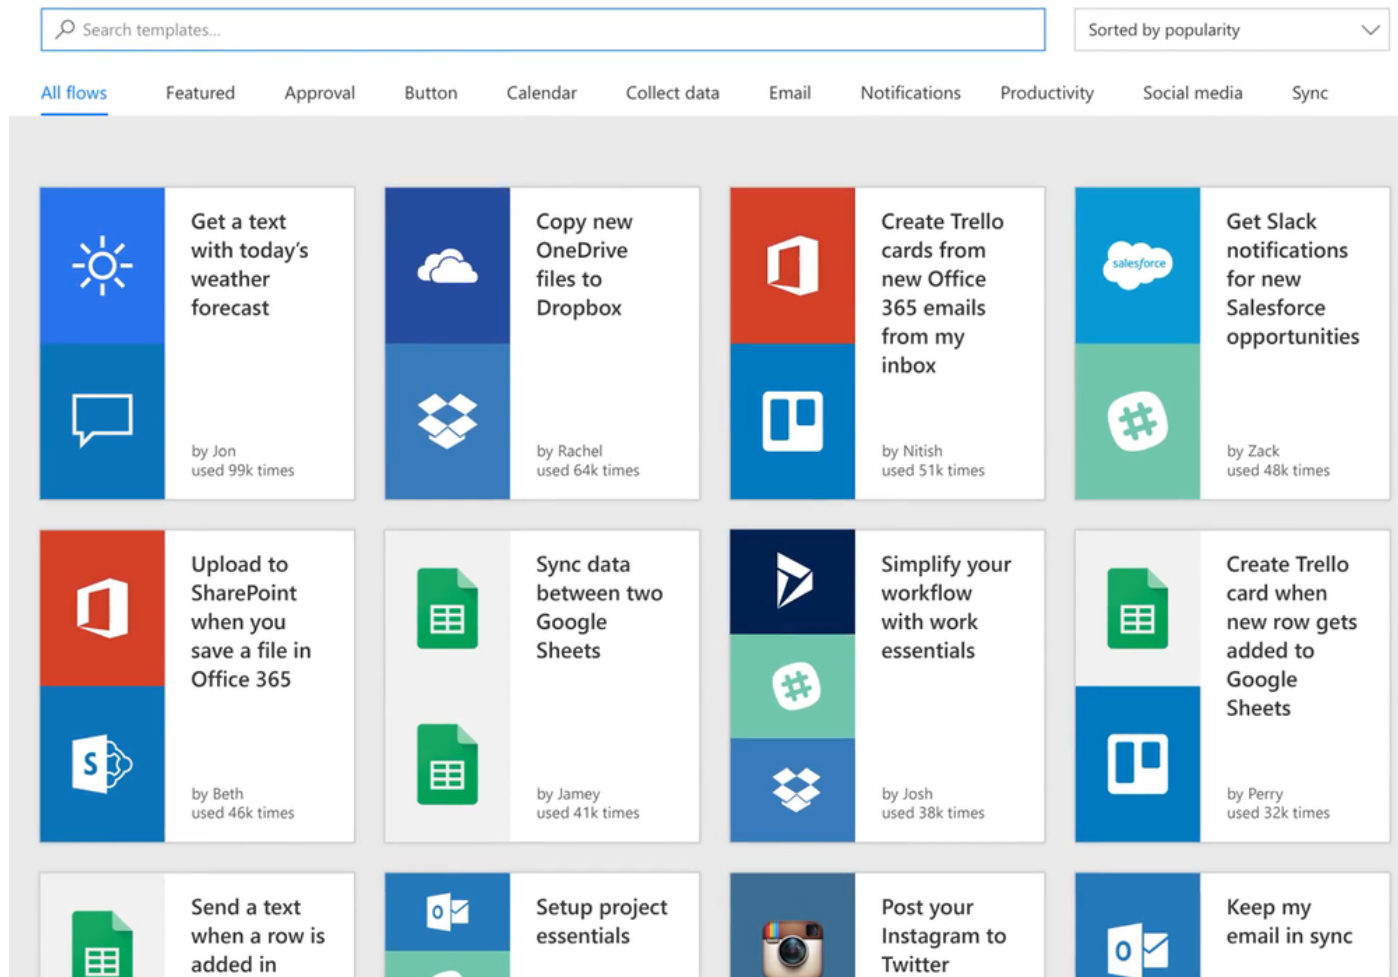 Search templates...
Sorted by popularity
All flows Featured Approval Button Calendar Collect data Email Notifications Productivity Social media Sync
Get a text
with today's
weather
forecast
by Jon
used 99k times
Copy new
OneDrive
files to
Dropbox
by Rachel
used 64k times
Create Trello
cards from
new Office
365 emails
from my
inbox
by Nitish
used 51k times
salesforce
Get Slack
notifications
for new
Salesforce
opportunities
by Zack
used 48k times
Upload to
SharePoint
when you
save a file in
Office 365
S
by Beth
used 46k times
Sync data
between two
Google
Sheets
by Jamey
used 41k times
Simplify your
workflow
with work
essentials
by Josh
used 38k times
Create Trello
card when
new row gets
added to
Google
Sheets
by Perry
used 32k times
Send a text
when a row is
added in
Setup project
essentials
Post your
Instagram to
Twitter
Keep my
email in sync